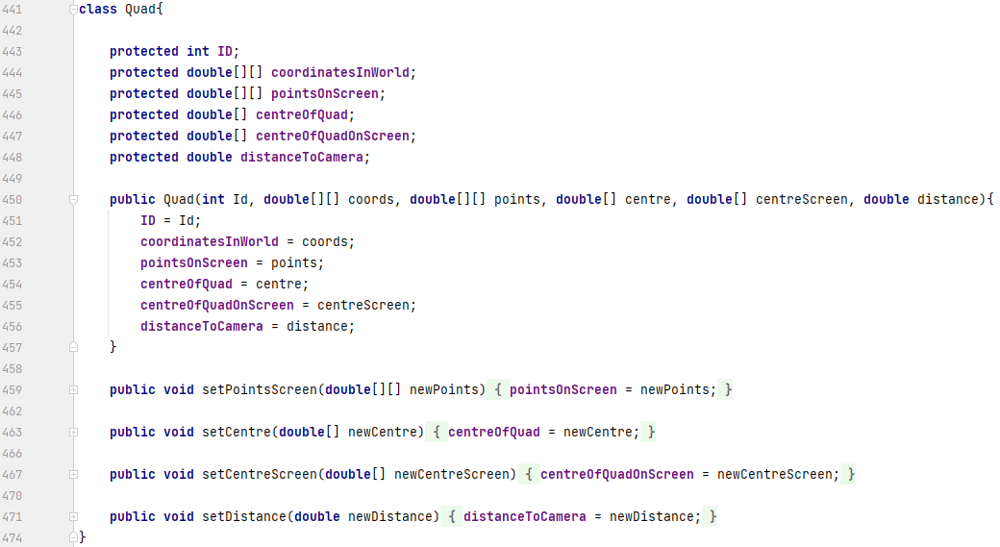 441 class Quad{
442
443     protected int ID;
444     protected double[][] coordinatesInWorld;
445     protected double[][] pointsOnScreen;
446     protected double[] centreOfQuad;
447     protected double[] centreOfQuadOnScreen;
448     protected double distanceToCamera;
449
450     public Quad(int Id, double[][] coords, double[][] points, double[] centre, double[] centreScreen, double distance){
451         ID = Id;
452         coordinatesInWorld = coords;
453         pointsOnScreen = points;
454         centreOfQuad = centre;
455         centreOfQuadOnScreen = centreScreen;
456         distanceToCamera = distance;
457     }
458
459     public void setPointsScreen(double[][] newPoints) { pointsOnScreen = newPoints; }
462
463     public void setCentre(double[] newCentre) { centreOfQuad = newCentre; }
466
467     public void setCentreScreen(double[] newCentreScreen) { centreOfQuadOnScreen = newCentreScreen; }
470
471     public void setDistance(double newDistance) { distanceToCamera = newDistance; }
474 }